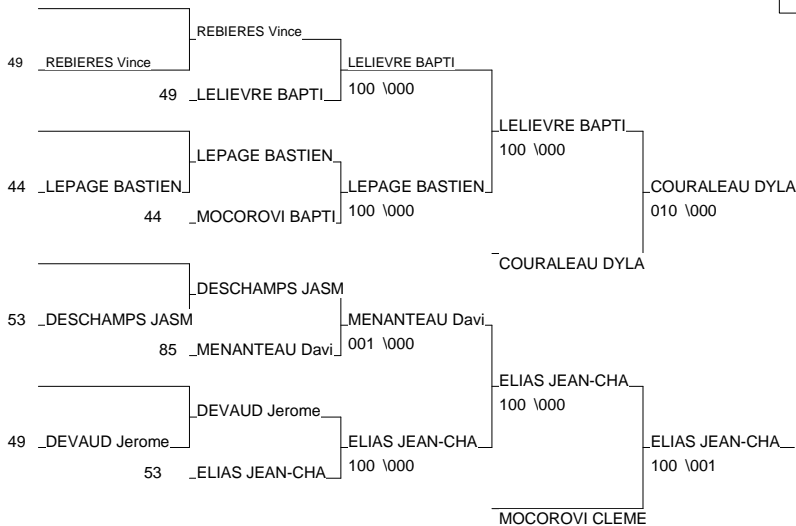 REBIERES Vince
49 REBIERES Vince LELIEVRE BAPTI
49 LELIEVRE BAPTI 100 \000
LELIEVRE BAPTI
100 \000
LEPAGE BASTIEN
44 LEPAGE BASTIEN LEPAGE BASTIEN COURALEAU DYLA
44 MOCOROVI BAPTI 100 \000 010 \000
COURALEAU DYLA
DESCHAMPS JASM
53 DESCHAMPS JASM MENANTEAU Davi
85 MENANTEAU Davi 001 \000
ELIAS JEAN-CHA
100 \000
DEVAUD Jerome
49 DEVAUD Jerome ELIAS JEAN-CHA ELIAS JEAN-CHA
53 ELIAS JEAN-CHA 100 \000 100 \001
MOCOROVI CLEME